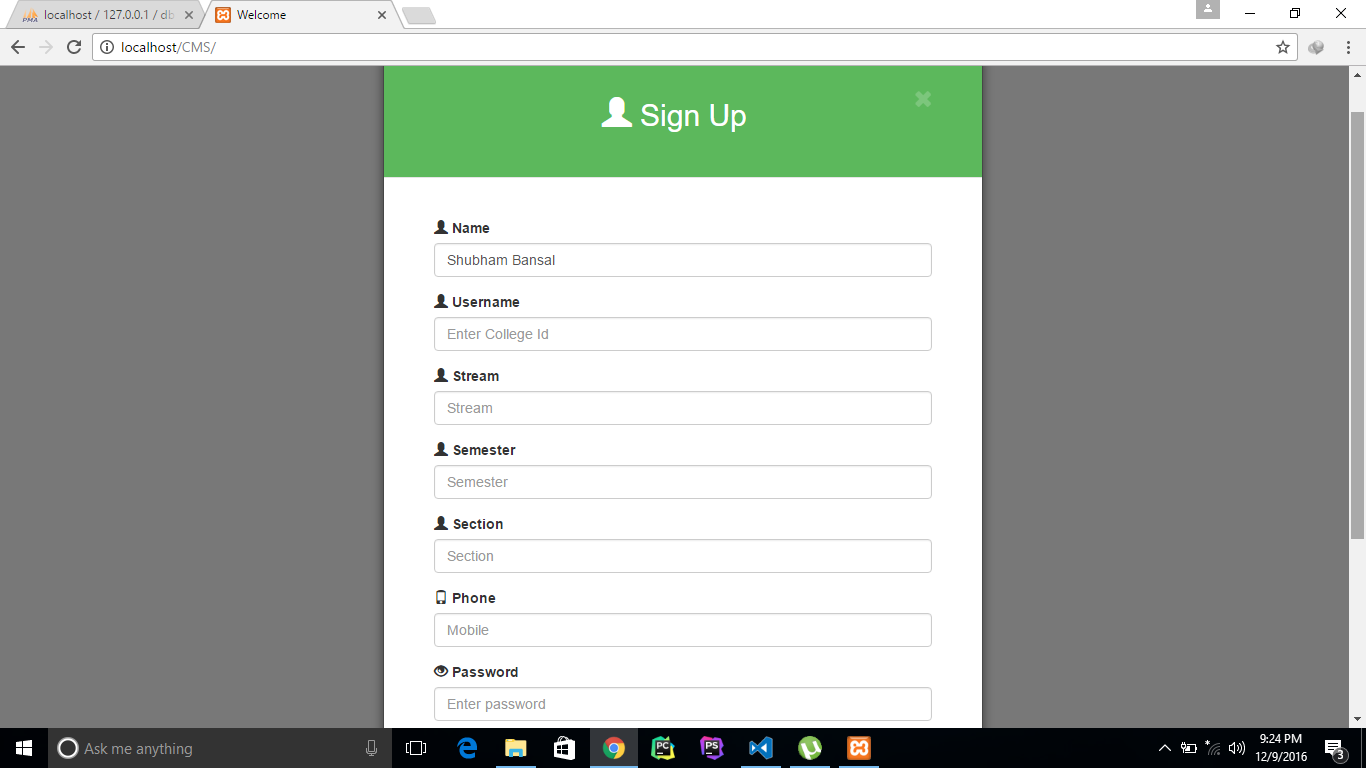 localhost / 127.0.0.1 / db
Welcome
localhost/CMS/
Sign Up
Name
Shubham Bansal
Username
Enter College Id
Stream
Stream
Semester
Semester
Section
Section
Phone
Mobile
Password
Enter password
Ask me anything
PC
PS
9:24 PM
12/9/2016
3